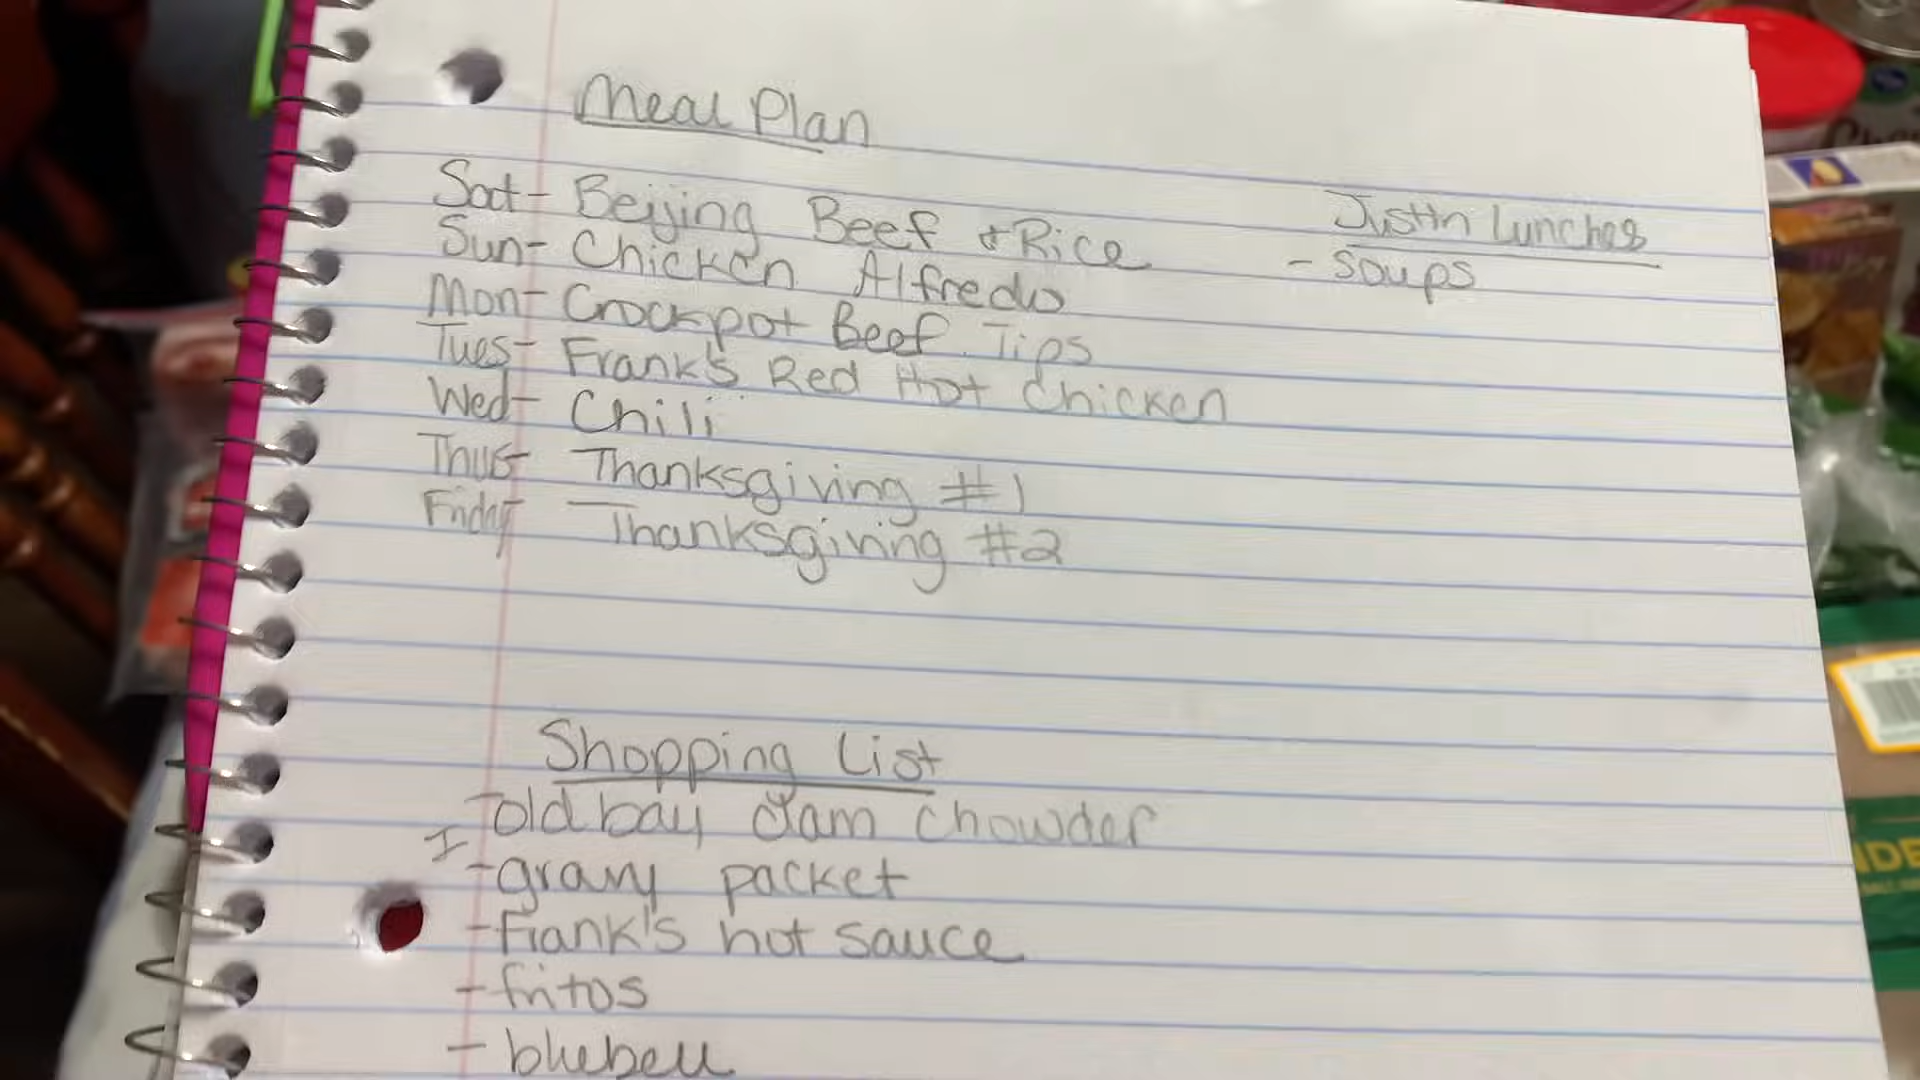 Meal Plan
Sat- Beijing Beef + Rice
Sun- Chicken Alfredo
Mon- Crockpot Beef Tips
Tues- Frank's Red Hot Chicken
Wed- Chili
Thurs- Thanksgiving #1
Friday- Thanksgiving #2
Justin Lunches
- Soups
Shopping List
- old bay clam chowder
- gravy packet
- frank's hot sauce
- fritos
- bluebell